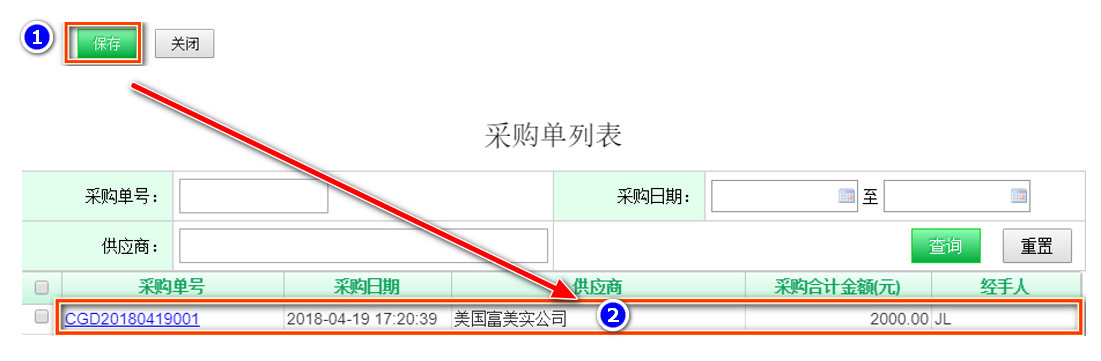 1 保存 关闭
采购单列表
采购单号： 采购日期： 至
供应商： 查询 重置
采购单号 采购日期 供应商 采购合计金额(元) 经手人
CGD20180419001 2018-04-19 17:20:39 美国富美实公司 2 2000.00 JL